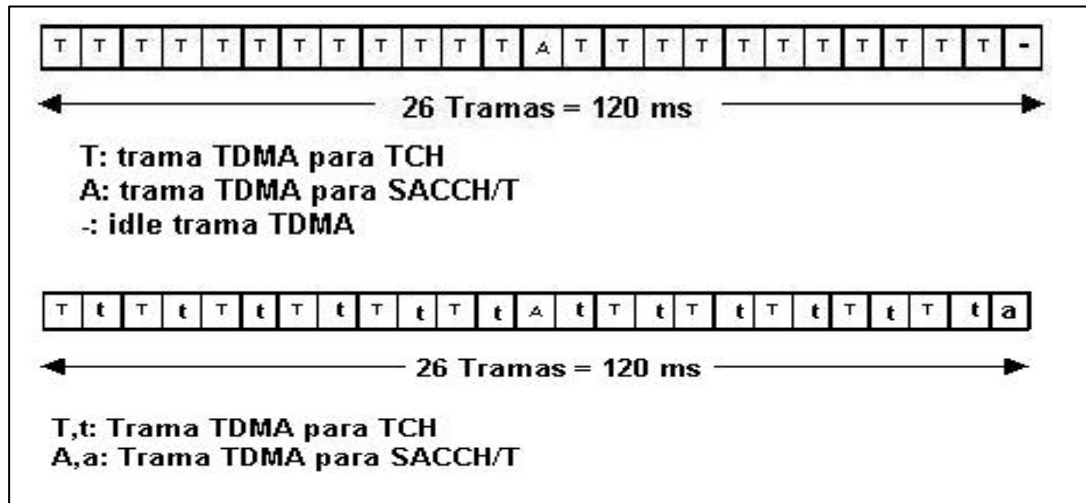 T T T T T T T T T T T T A T T T T T T T T T T T -
26 Tramas = 120 ms
T: trama TDMA para TCH
A: trama TDMA para SACCH/T
-: idle trama TDMA
T t T t T t T t T t T t A t T t T t T t T t T t a
26 Tramas = 120 ms
T,t: Trama TDMA para TCH
A,a: Trama TDMA para SACCH/T